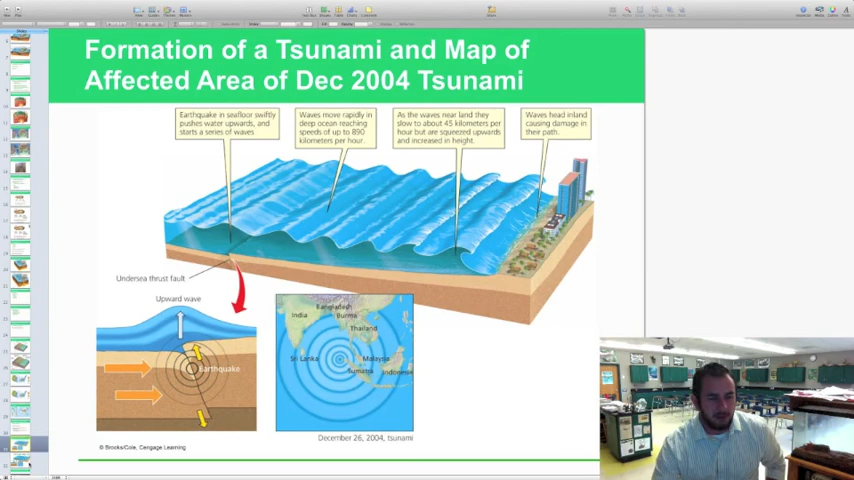 Formation of a Tsunami and Map of
Affected Area of Dec 2004 Tsunami
Earthquake in seafloor swiftly
pushes water upwards, and
starts a series of waves
Waves move rapidly in
deep ocean reaching
speeds of up to 890
kilometers per hour.
As the waves near land they
slow to about 45 kilometers per
hour but are squeezed upwards
and increased in height.
Waves head inland
causing damage in
their path.
Undersea thrust fault
Upward wave
Earthquake
Bangladesh
India
Burma
Thailand
Sri Lanka
Malaysia
Sumatra
Indonesia
December 26, 2004, tsunami
© Brooks/Cole, Cengage Learning